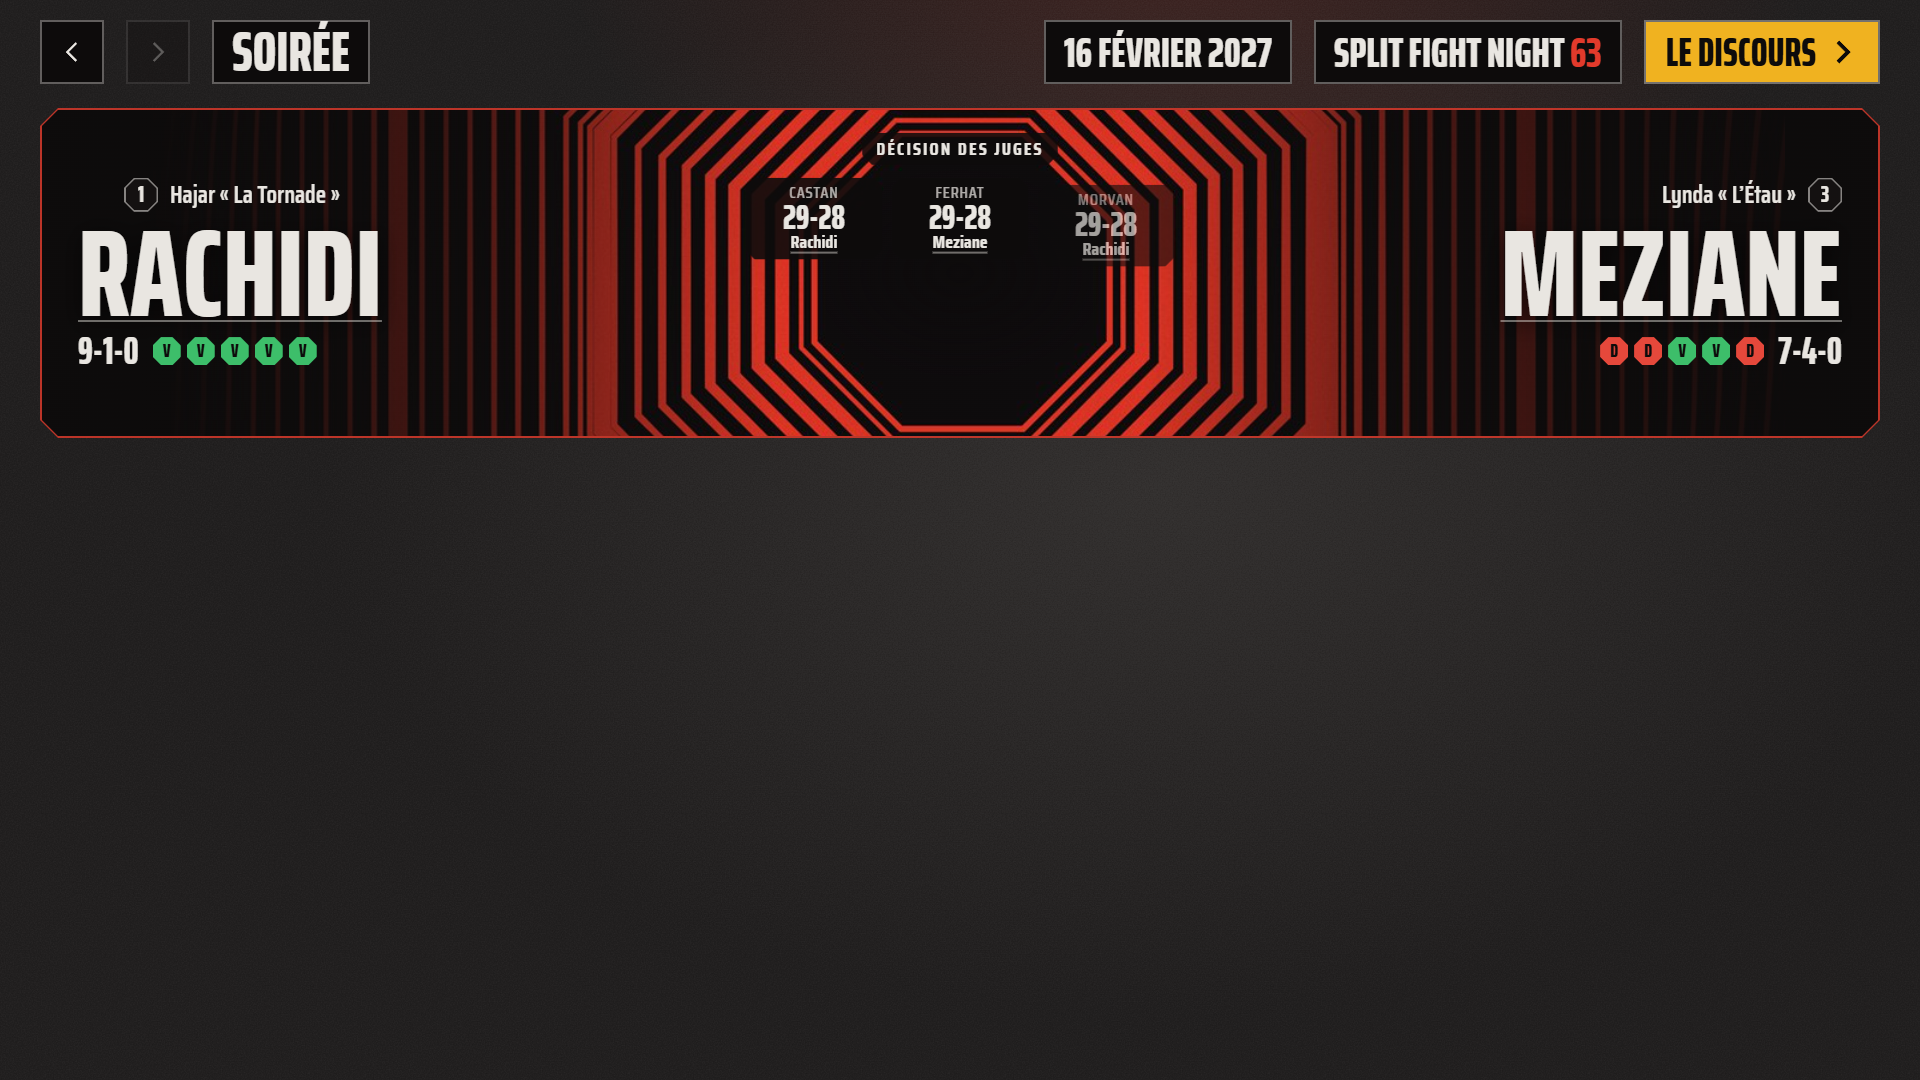 SOIRÉE
16 FÉVRIER 2027
SPLIT FIGHT NIGHT 63
LE DISCOURS
DÉCISION DES JUGES
1 Hajar « La Tornade »
RACHIDI
9-1-0 V V V V V
CASTAN
29-28
Rachidi
FERHAT
29-28
Meziane
MORVAN
29-28
Rachidi
Lynda « L’Étau » 3
MEZIANE
D D V V D 7-4-0